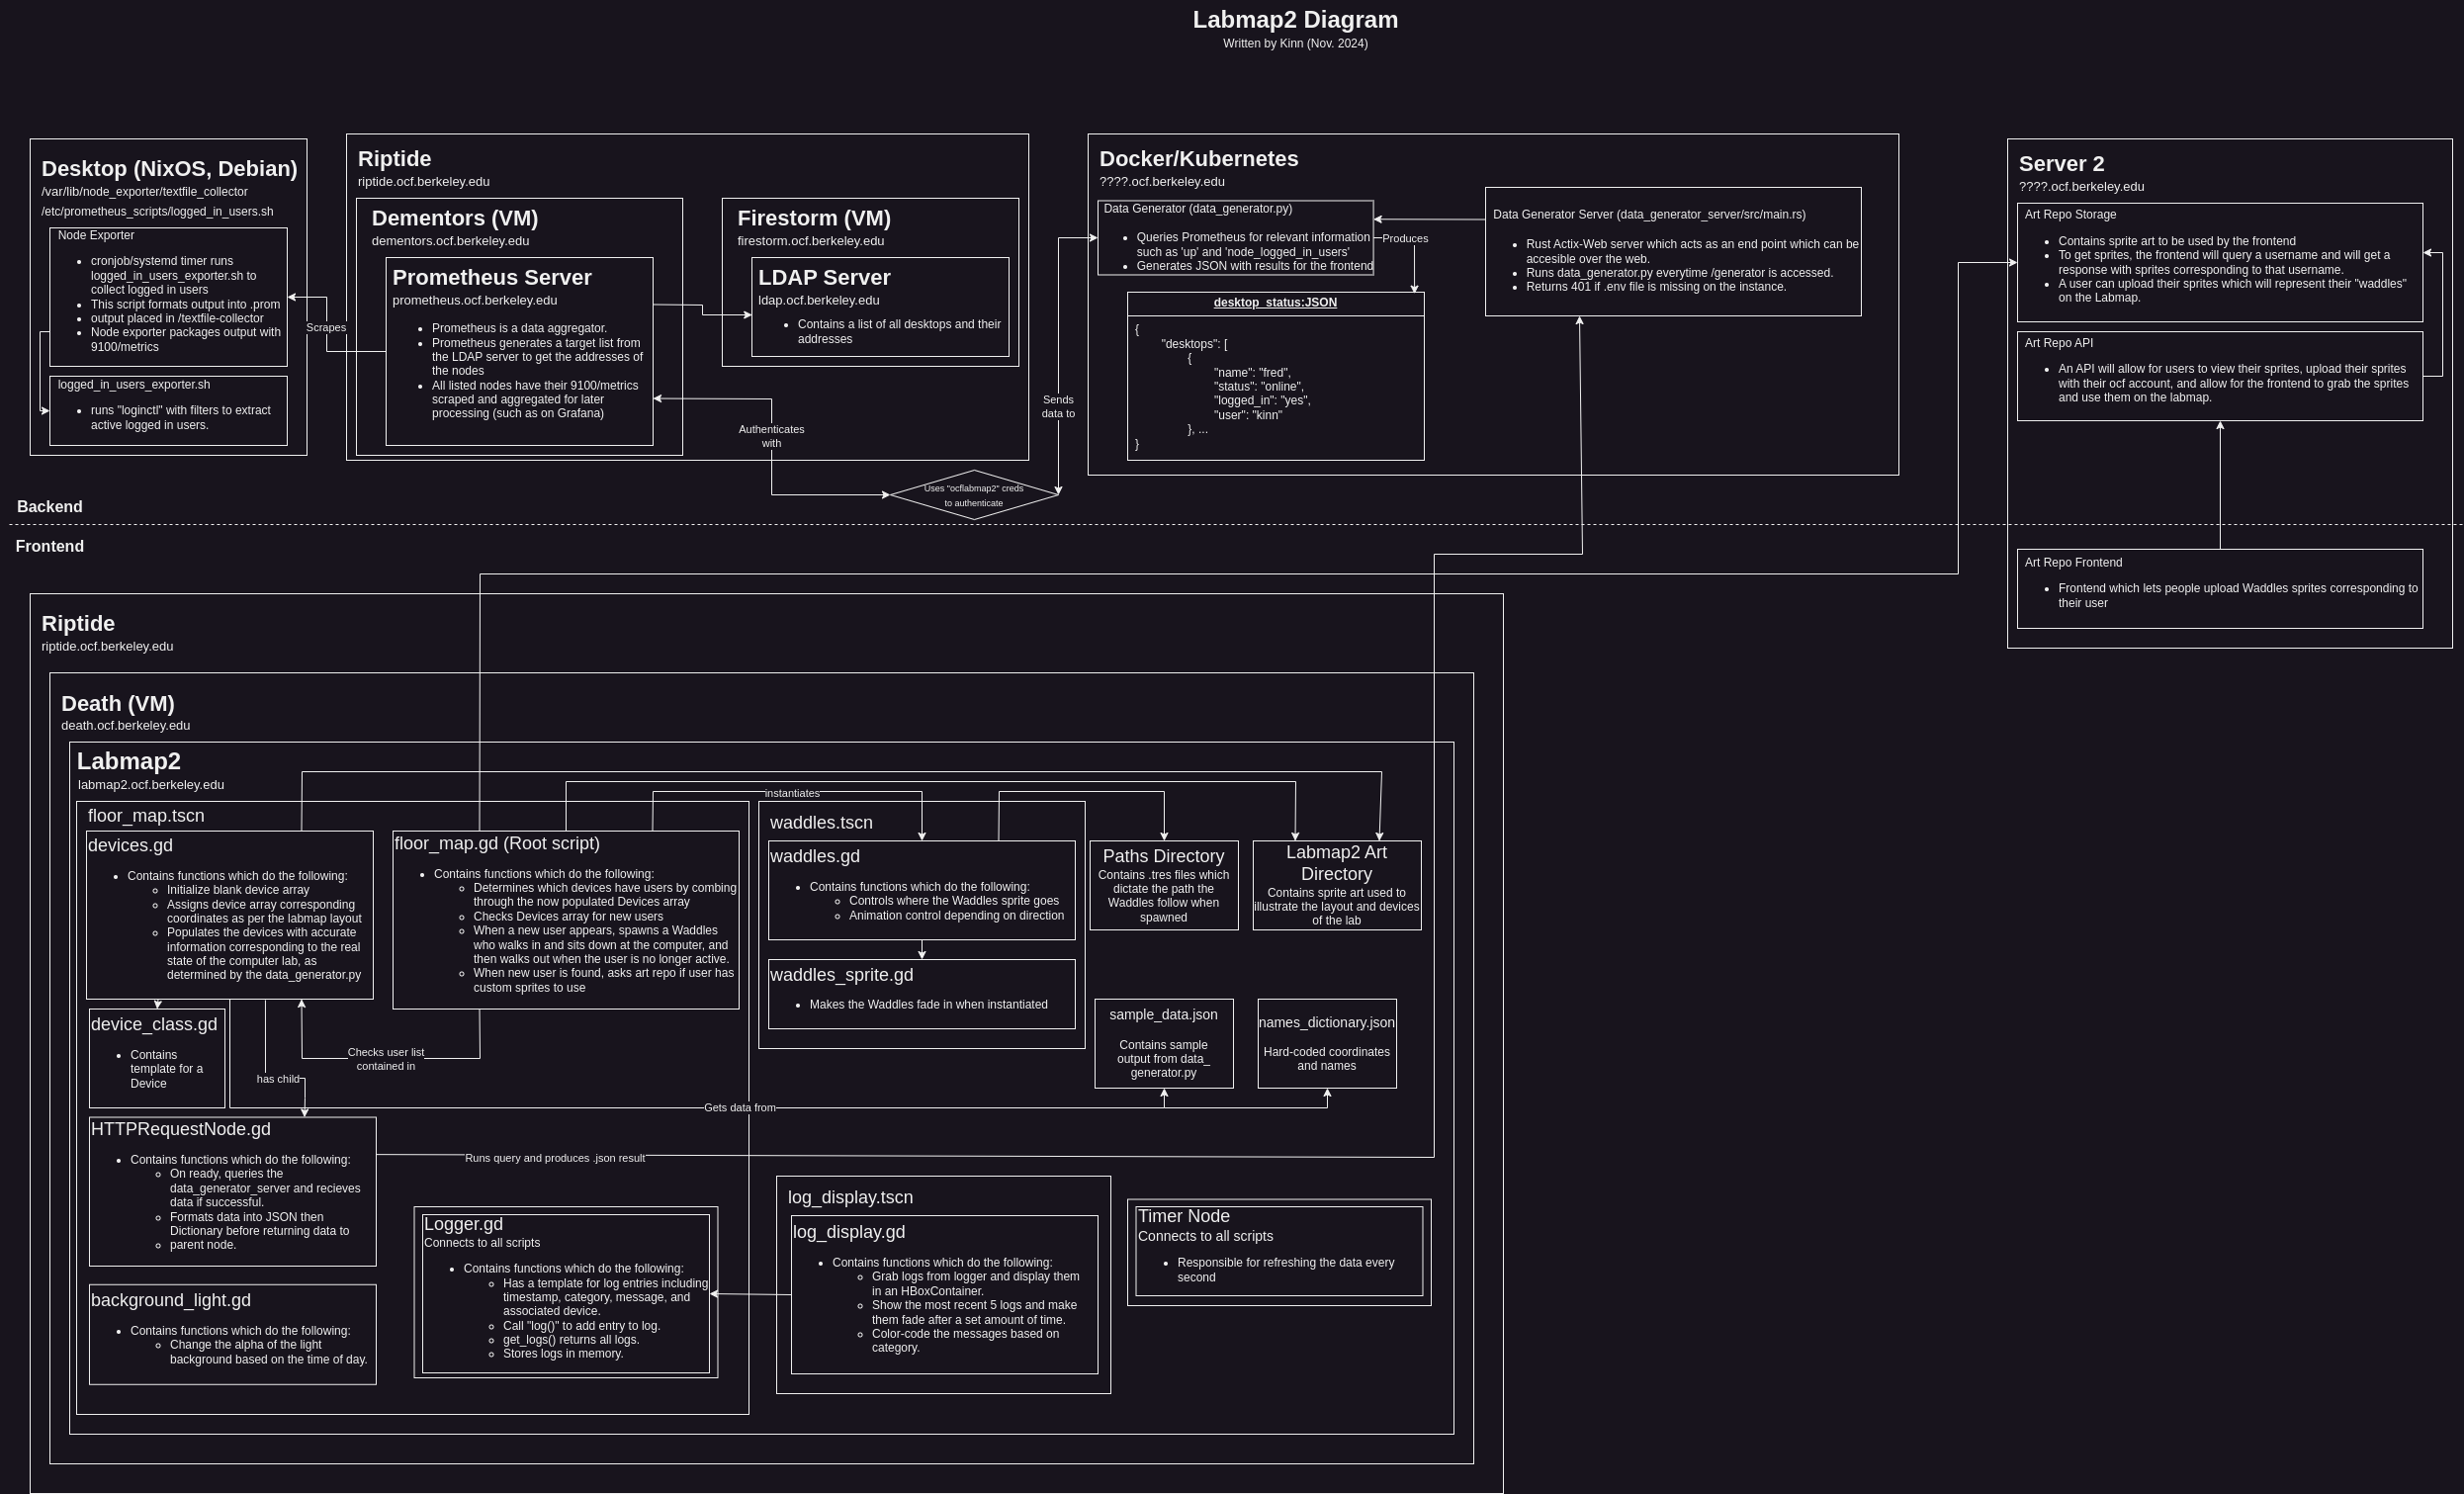 Labmap2 Diagram
Written by Kinn (Nov. 2024)
Desktop (NixOS, Debian)
/var/lib/node_exporter/textfile_collector
/etc/prometheus_scripts/logged_in_users.sh
Node Exporter
cronjob/systemd timer runs
logged_in_users_exporter.sh to
collect logged in users
This script formats output into .prom
output placed in /textfile-collector
Node exporter packages output with
9100/metrics
logged_in_users_exporter.sh
runs "loginctl" with filters to extract
active logged in users.
Scrapes
Riptide
riptide.ocf.berkeley.edu
Dementors (VM)
dementors.ocf.berkeley.edu
Prometheus Server
prometheus.ocf.berkeley.edu
Prometheus is a data aggregator.
Prometheus generates a target list from
the LDAP server to get the addresses of
the nodes
All listed nodes have their 9100/metrics
scraped and aggregated for later
processing (such as on Grafana)
Firestorm (VM)
firestorm.ocf.berkeley.edu
LDAP Server
ldap.ocf.berkeley.edu
Contains a list of all desktops and their
addresses
Authenticates
with
Uses "ocflabmap2" creds
to authenticate
Sends
data to
Docker/Kubernetes
????.ocf.berkeley.edu
Data Generator (data_generator.py)
Queries Prometheus for relevant information
such as 'up' and 'node_logged_in_users'
Generates JSON with results for the frontend
Produces
desktop_status:JSON
{
"desktops": [
{
"name": "fred",
"status": "online",
"logged_in": "yes",
"user": "kinn"
}, ...
}
Data Generator Server (data_generator_server/src/main.rs)
Rust Actix-Web server which acts as an end point which can be
accesible over the web.
Runs data_generator.py everytime /generator is accessed.
Returns 401 if .env file is missing on the instance.
Server 2
????.ocf.berkeley.edu
Art Repo Storage
Contains sprite art to be used by the frontend
To get sprites, the frontend will query a username and will get a
response with sprites corresponding to that username.
A user can upload their sprites which will represent their "waddles"
on the Labmap.
Art Repo API
An API will allow for users to view their sprites, upload their sprites
with their ocf account, and allow for the frontend to grab the sprites
and use them on the labmap.
Art Repo Frontend
Frontend which lets people upload Waddles sprites corresponding to
their user
Backend
Frontend
Riptide
riptide.ocf.berkeley.edu
Death (VM)
death.ocf.berkeley.edu
Labmap2
labmap2.ocf.berkeley.edu
floor_map.tscn
devices.gd
Contains functions which do the following:
Initialize blank device array
Assigns device array corresponding
coordinates as per the labmap layout
Populates the devices with accurate
information corresponding to the real
state of the computer lab, as
determined by the data_generator.py
floor_map.gd (Root script)
Contains functions which do the following:
Determines which devices have users by combing
through the now populated Devices array
Checks Devices array for new users
When a new user appears, spawns a Waddles
who walks in and sits down at the computer, and
then walks out when the user is no longer active.
When new user is found, asks art repo if user has
custom sprites to use
instantiates
waddles.tscn
waddles.gd
Contains functions which do the following:
Controls where the Waddles sprite goes
Animation control depending on direction
waddles_sprite.gd
Makes the Waddles fade in when instantiated
Paths Directory
Contains .tres files which
dictate the path the
Waddles follow when
spawned
Labmap2 Art
Directory
Contains sprite art used to
illustrate the layout and devices
of the lab
sample_data.json
Contains sample
output from data_
generator.py
names_dictionary.json
Hard-coded coordinates
and names
device_class.gd
Contains
template for a
Device
has child
Checks user list
contained in
Gets data from
HTTPRequestNode.gd
Contains functions which do the following:
On ready, queries the
data_generator_server and recieves
data if successful.
Formats data into JSON then
Dictionary before returning data to
parent node.
Runs query and produces .json result
background_light.gd
Contains functions which do the following:
Change the alpha of the light
background based on the time of day.
Logger.gd
Connects to all scripts
Contains functions which do the following:
Has a template for log entries including
timestamp, category, message, and
associated device.
Call "log()" to add entry to log.
get_logs() returns all logs.
Stores logs in memory.
log_display.tscn
log_display.gd
Contains functions which do the following:
Grab logs from logger and display them
in an HBoxContainer.
Show the most recent 5 logs and make
them fade after a set amount of time.
Color-code the messages based on
category.
Timer Node
Connects to all scripts
Responsible for refreshing the data every
second